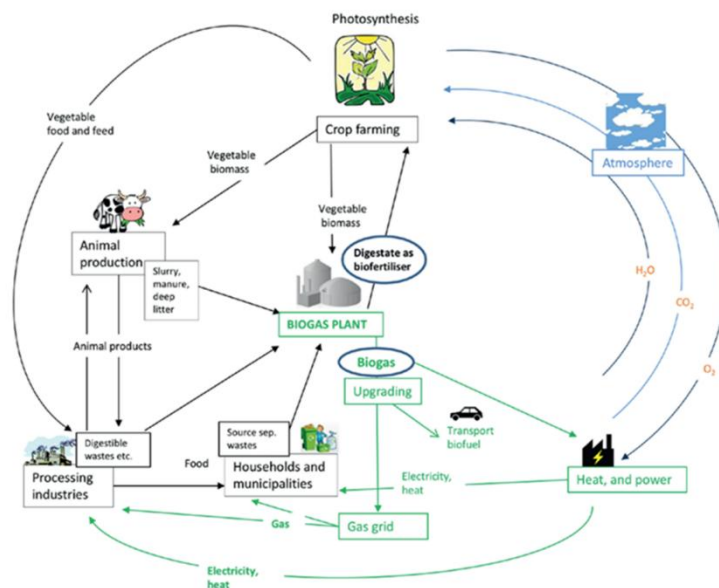 Photosynthesis
Vegetable
food and feed
Crop farming
Atmosphere
Vegetable
biomass
Vegetable
biomass
Animal
production
Slurry,
manure,
deep
litter
Digestate as
biofertiliser
H₂O
CO₂
O₂
BIOGAS PLANT
Animal products
Biogas
Upgrading
Transport
biofuel
Digestible
wastes etc.
Source sep.
wastes
Food
Processing
industries
Households and
municipalities
Electricity,
heat
Heat, and power
Gas
Gas grid
Electricity,
heat